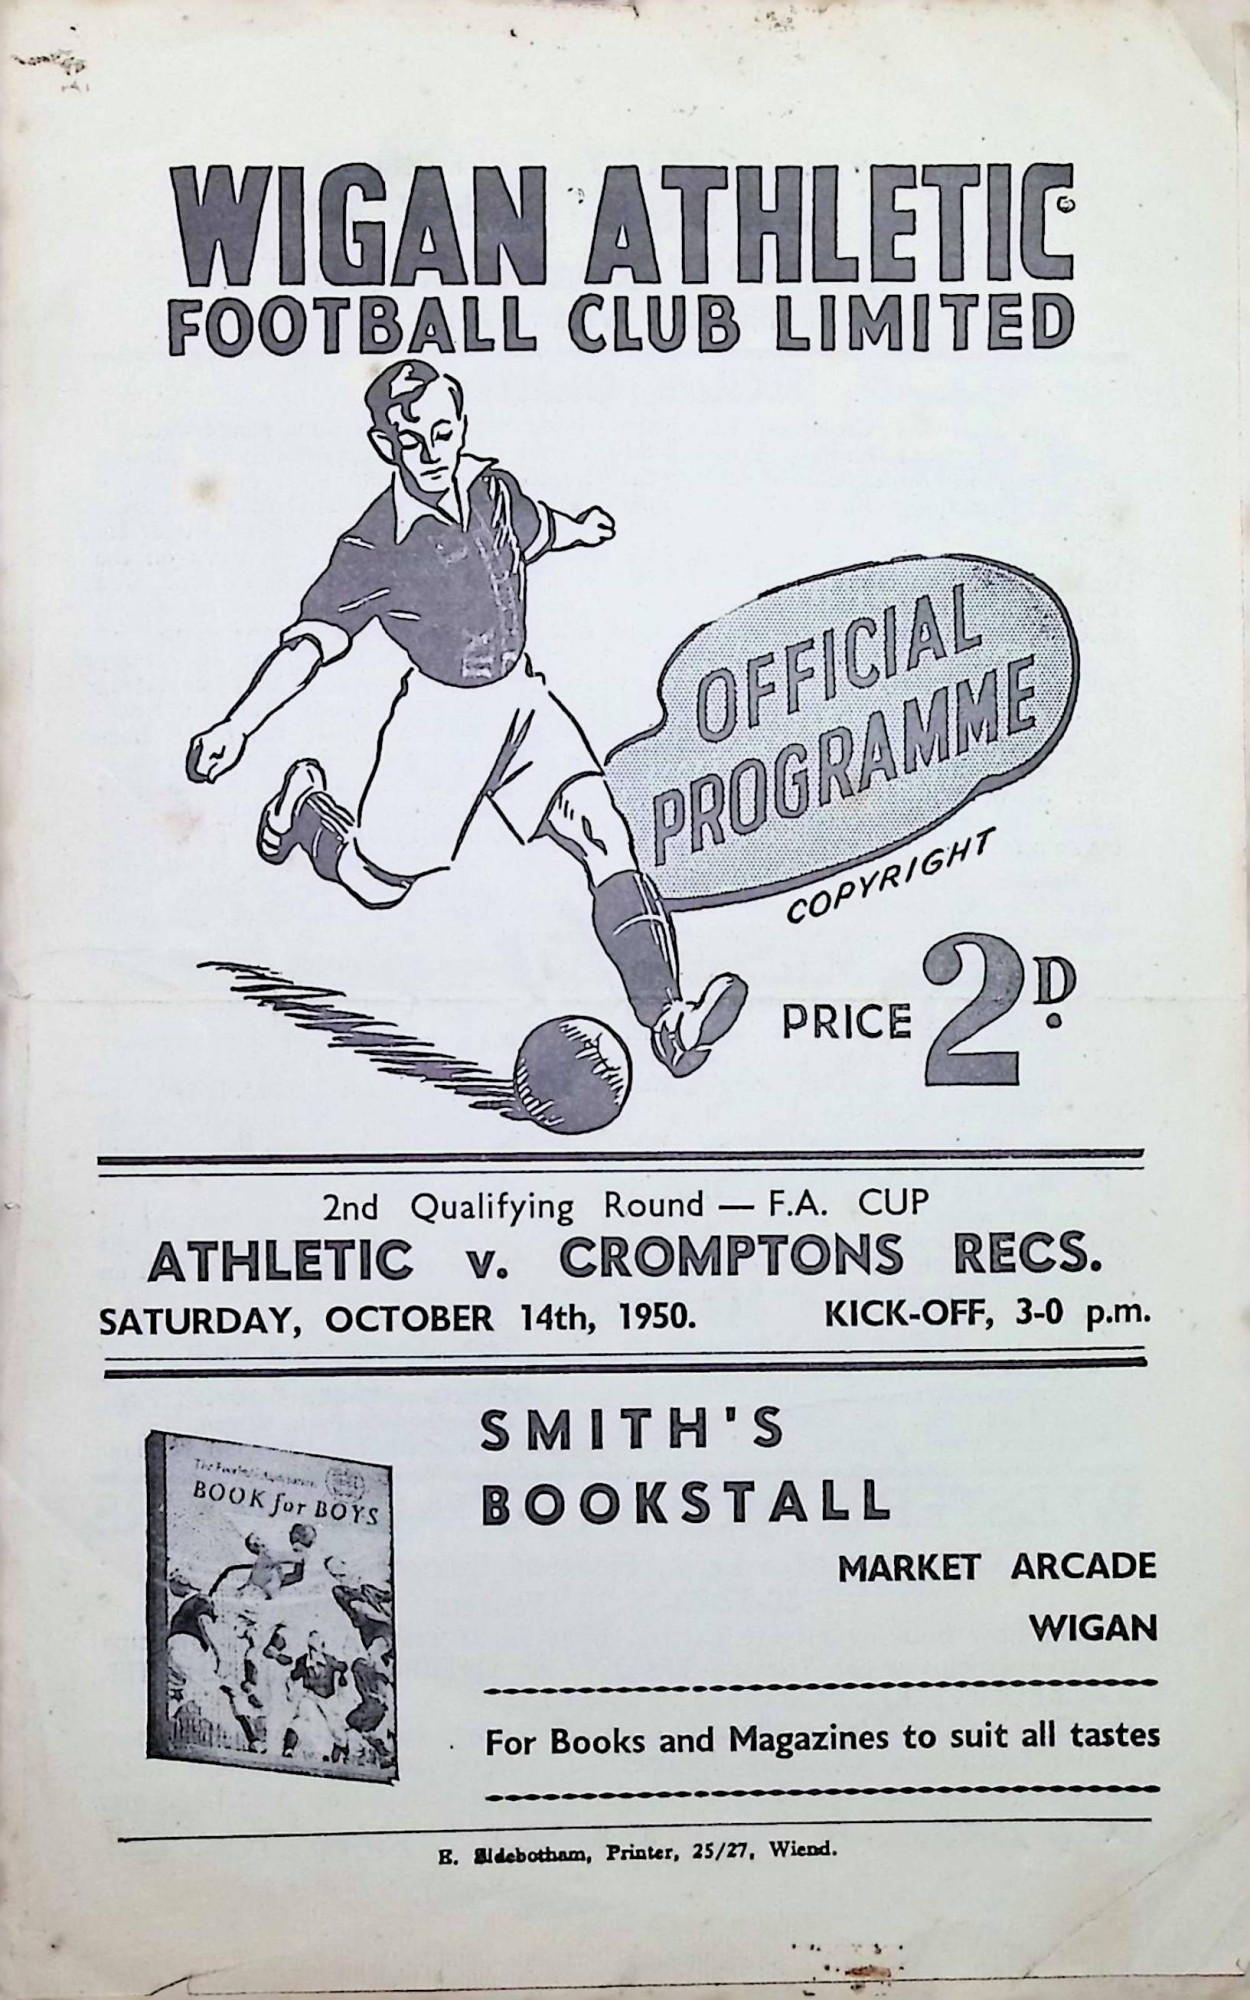 WIGAN ATHLETIC
FOOTBALL CLUB LIMITED
OFFICIAL
PROGRAMME
COPYRIGHT
PRICE 2D.
2nd Qualifying Round — F.A. CUP
ATHLETIC v. CROMPTONS RECS.
SATURDAY, OCTOBER 14th, 1950. KICK-OFF, 3-0 p.m.
SMITH'S
BOOKSTALL
MARKET ARCADE
WIGAN
BOOK for BOYS
For Books and Magazines to suit all tastes
E. Sidebotham, Printer, 25/27, Wiend.